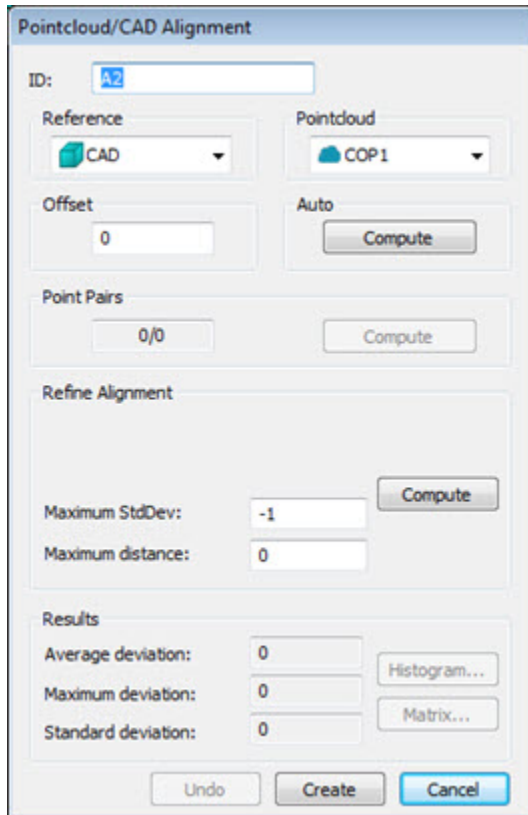 Pointcloud/CAD Alignment
ID: A2
Reference Pointcloud
CAD COP1
Offset Auto
0 Compute
Point Pairs
0/0 Compute
Refine Alignment
Compute
Maximum StdDev: -1
Maximum distance: 0
Results
Average deviation: 0
Histogram...
Maximum deviation: 0
Matrix...
Standard deviation: 0
Undo Create Cancel